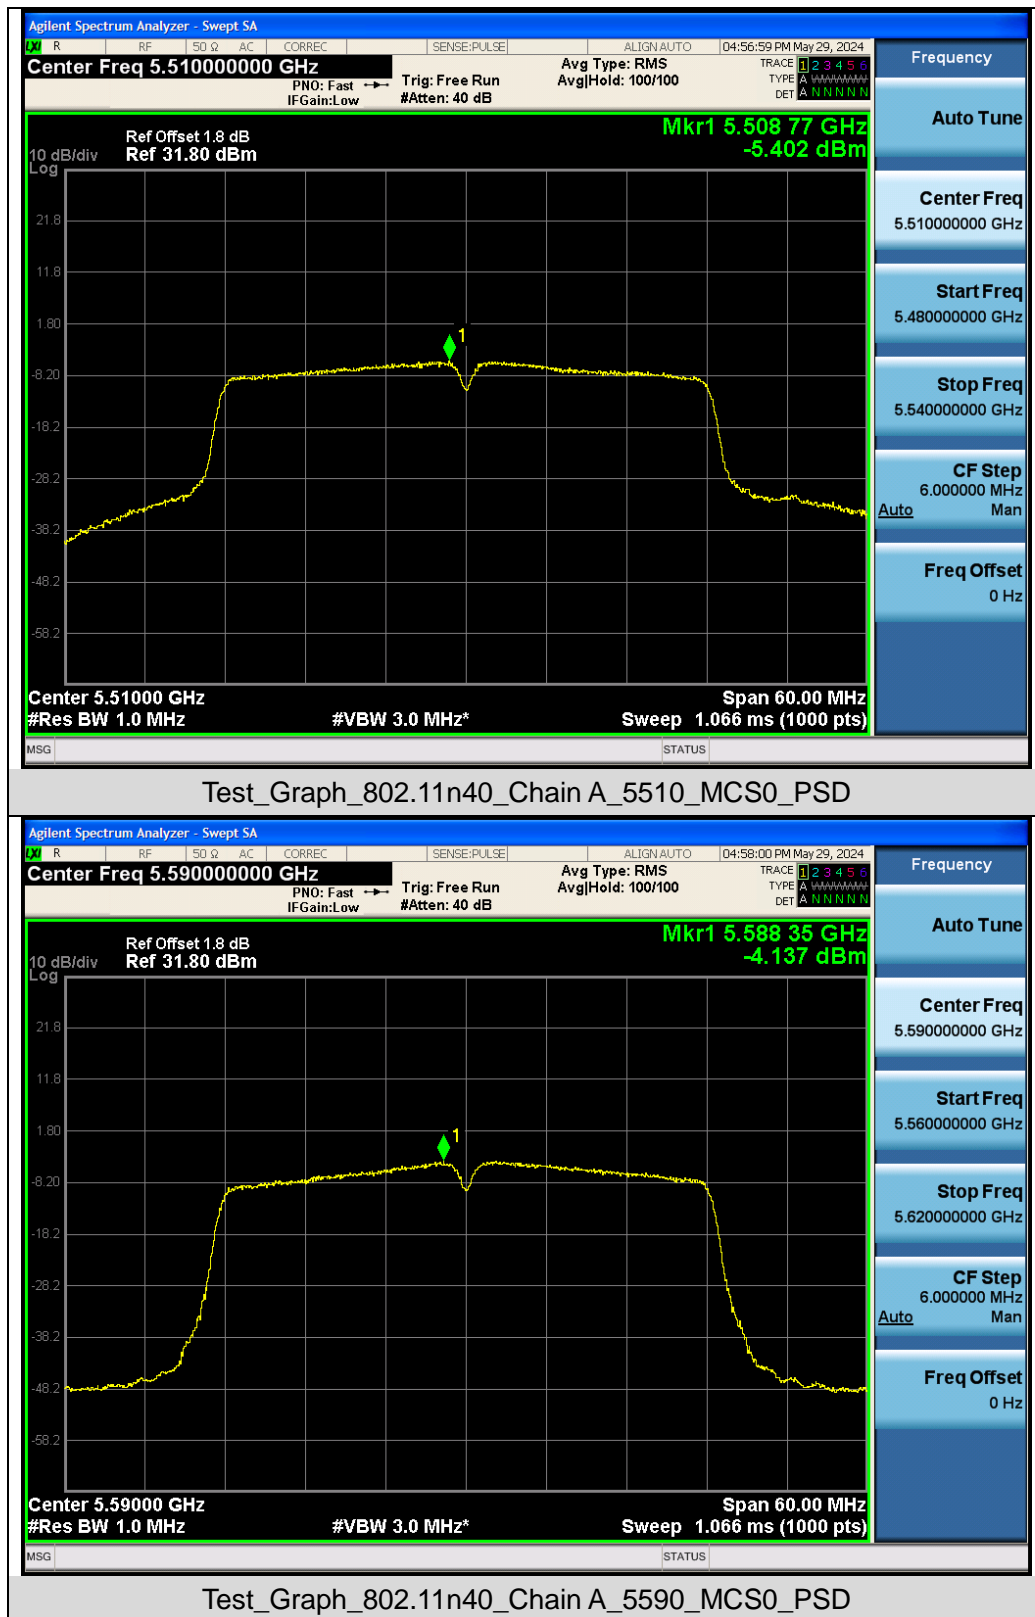 Agilent Spectrum Analyzer - Swept SA
LXI R RF 50 Ω AC CORREC SENSE:PULSE ALIGN AUTO 04:56:59 PM May 29, 2024
Center Freq 5.510000000 GHz
PNO: Fast
IFGain:Low
Trig: Free Run
#Atten: 40 dB
Avg Type: RMS
Avg|Hold: 100/100
TRACE 1 2 3 4 5 6
TYPE A
DET A N N N N N
Ref Offset 1.8 dB
10 dB/div Ref 31.80 dBm
Log
Mkr1 5.508 77 GHz
-5.402 dBm
21.8
11.8
1.80
-8.20
-18.2
-28.2
-38.2
-48.2
-58.2
1
Center 5.51000 GHz Span 60.00 MHz
#Res BW 1.0 MHz #VBW 3.0 MHz* Sweep 1.066 ms (1000 pts)
MSG STATUS
Frequency
Auto Tune
Center Freq
5.510000000 GHz
Start Freq
5.480000000 GHz
Stop Freq
5.540000000 GHz
CF Step
6.000000 MHz
Auto Man
Freq Offset
0 Hz
Test_Graph_802.11n40_Chain A_5510_MCS0_PSD
Agilent Spectrum Analyzer - Swept SA
LXI R RF 50 Ω AC CORREC SENSE:PULSE ALIGN AUTO 04:58:00 PM May 29, 2024
Center Freq 5.590000000 GHz
PNO: Fast
IFGain:Low
Trig: Free Run
#Atten: 40 dB
Avg Type: RMS
Avg|Hold: 100/100
TRACE 1 2 3 4 5 6
TYPE A
DET A N N N N N
Ref Offset 1.8 dB
10 dB/div Ref 31.80 dBm
Log
Mkr1 5.588 35 GHz
-4.137 dBm
21.8
11.8
1.80
-8.20
-18.2
-28.2
-38.2
-48.2
-58.2
1
Center 5.59000 GHz Span 60.00 MHz
#Res BW 1.0 MHz #VBW 3.0 MHz* Sweep 1.066 ms (1000 pts)
MSG STATUS
Frequency
Auto Tune
Center Freq
5.590000000 GHz
Start Freq
5.560000000 GHz
Stop Freq
5.620000000 GHz
CF Step
6.000000 MHz
Auto Man
Freq Offset
0 Hz
Test_Graph_802.11n40_Chain A_5590_MCS0_PSD